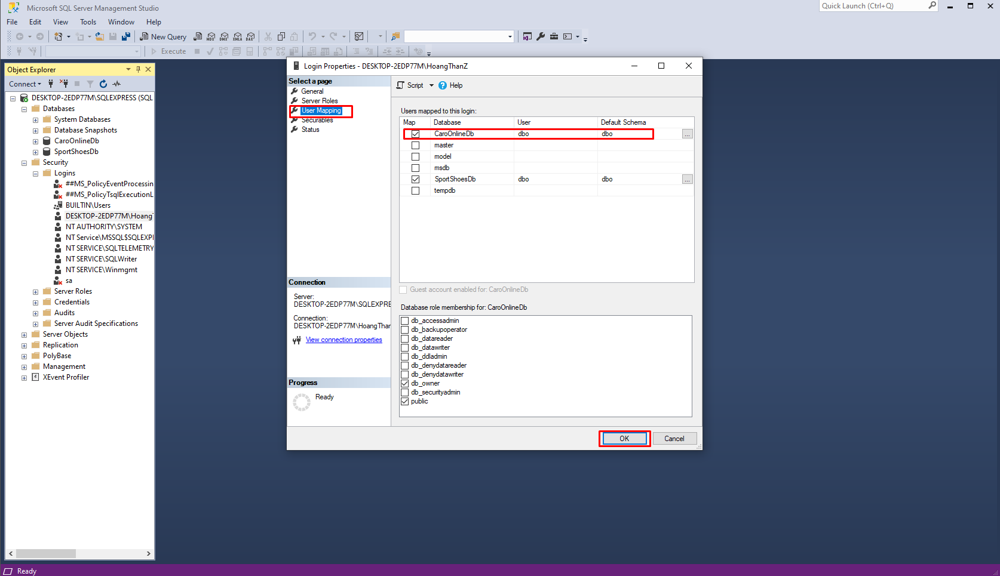 Microsoft SQL Server Management Studio
Quick Launch (Ctrl+Q)
File Edit View Tools Window Help
New Query MDX DMX XMLA DAX
Execute
Object Explorer
Connect
DESKTOP-2EDP77M\SQLEXPRESS (SQL
Databases
System Databases
Database Snapshots
CaroOnlineDb
SportShoesDb
Security
Logins
##MS_PolicyEventProcessin
##MS_PolicyTsqlExecutionL
BUILTIN\Users
DESKTOP-2EDP77M\HoangT
NT AUTHORITY\SYSTEM
NT Service\MSSQL$SQLEXPI
NT SERVICE\SQLTELEMETRY
NT SERVICE\SQLWriter
NT SERVICE\Winmgmt
sa
Server Roles
Credentials
Audits
Server Audit Specifications
Server Objects
Replication
PolyBase
Management
XEvent Profiler
Login Properties - DESKTOP-2EDP77M\HoangThanZ
Select a page
General
Server Roles
User Mapping
Securables
Status
Connection
Server:
DESKTOP-2EDP77M\SQLEXPRE
Connection:
DESKTOP-2EDP77M\HoangThan
View connection properties
Progress
Ready
Script Help
Users mapped to this login:
Map Database User Default Schema
CaroOnlineDb dbo dbo ...
master
model
msdb
SportShoesDb dbo dbo ...
tempdb
Guest account enabled for: CaroOnlineDb
Database role membership for: CaroOnlineDb
db_accessadmin
db_backupoperator
db_datareader
db_datawriter
db_ddladmin
db_denydatareader
db_denydatawriter
db_owner
db_securityadmin
public
OK Cancel
Ready